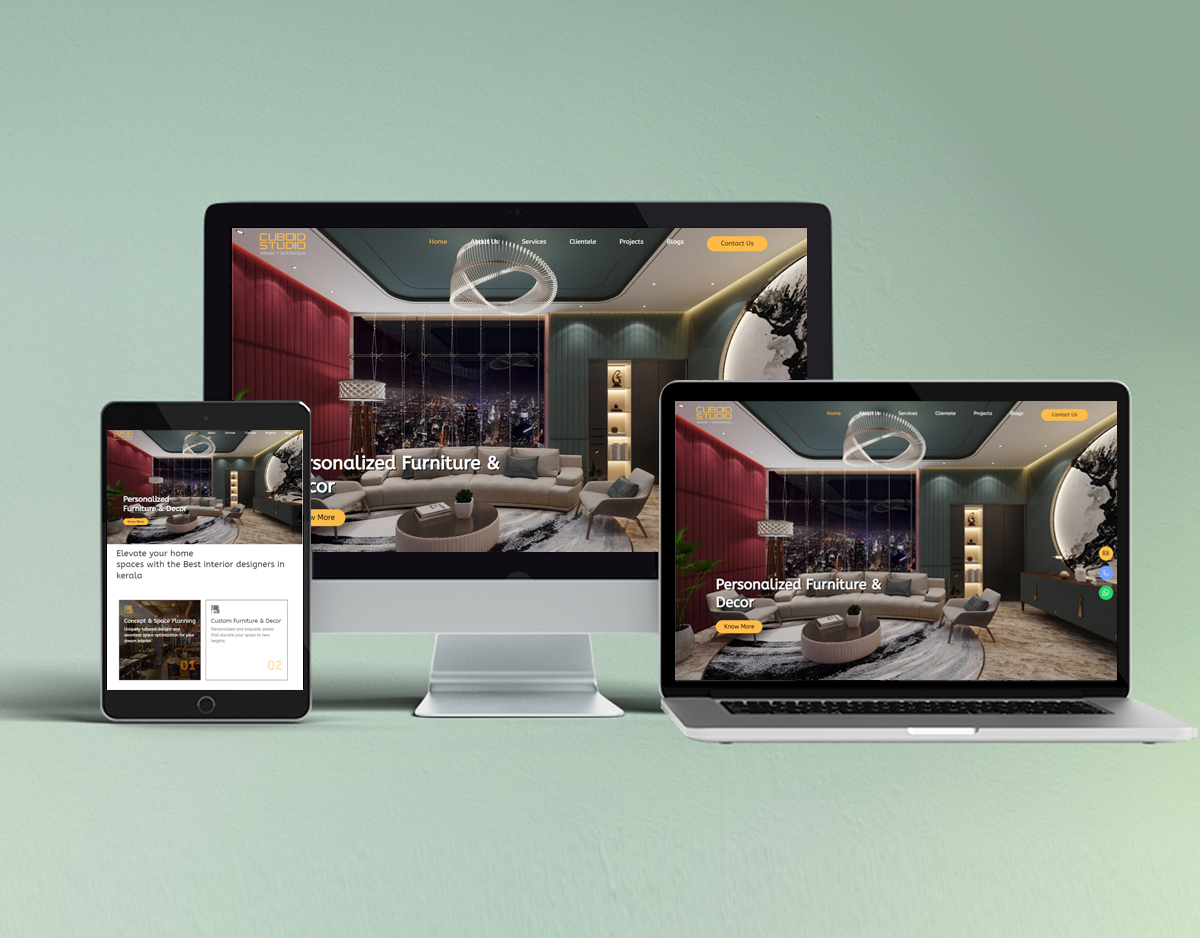 CUBOID
STUDIO
interior + architecture
Home About Us Services Clientele Projects Blogs Contact Us
rsonalized Furniture &
cor
w More
Personalized
Furniture & Decor
Know More
Elevate your home
spaces with the Best interior designers in
kerala
Concept & Space Planning
Uniquely tailored designs and
seamless space optimization for your
dream interior
01
Custom Furniture & Decor
Personalized and exquisite pieces
that elevate your space to new
heights
02
CUBOID
STUDIO
interior + architecture
Home About Us Services Clientele Projects Blogs Contact Us
Personalized Furniture &
Decor
Know More